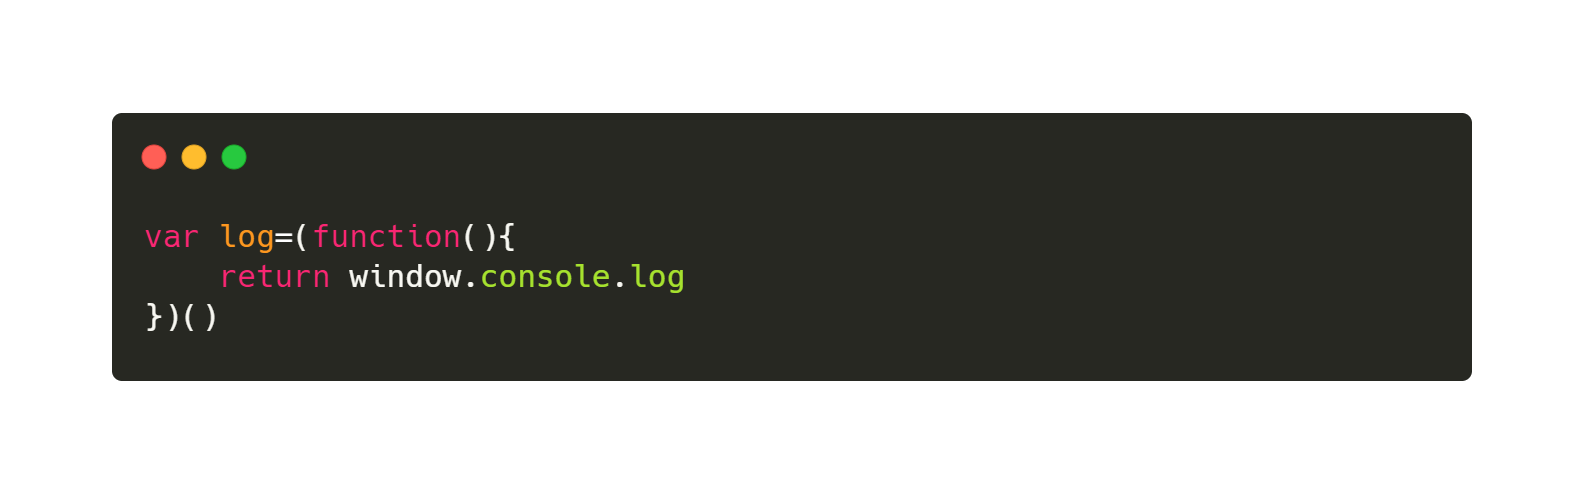 var log=(function(){
    return window.console.log
})()